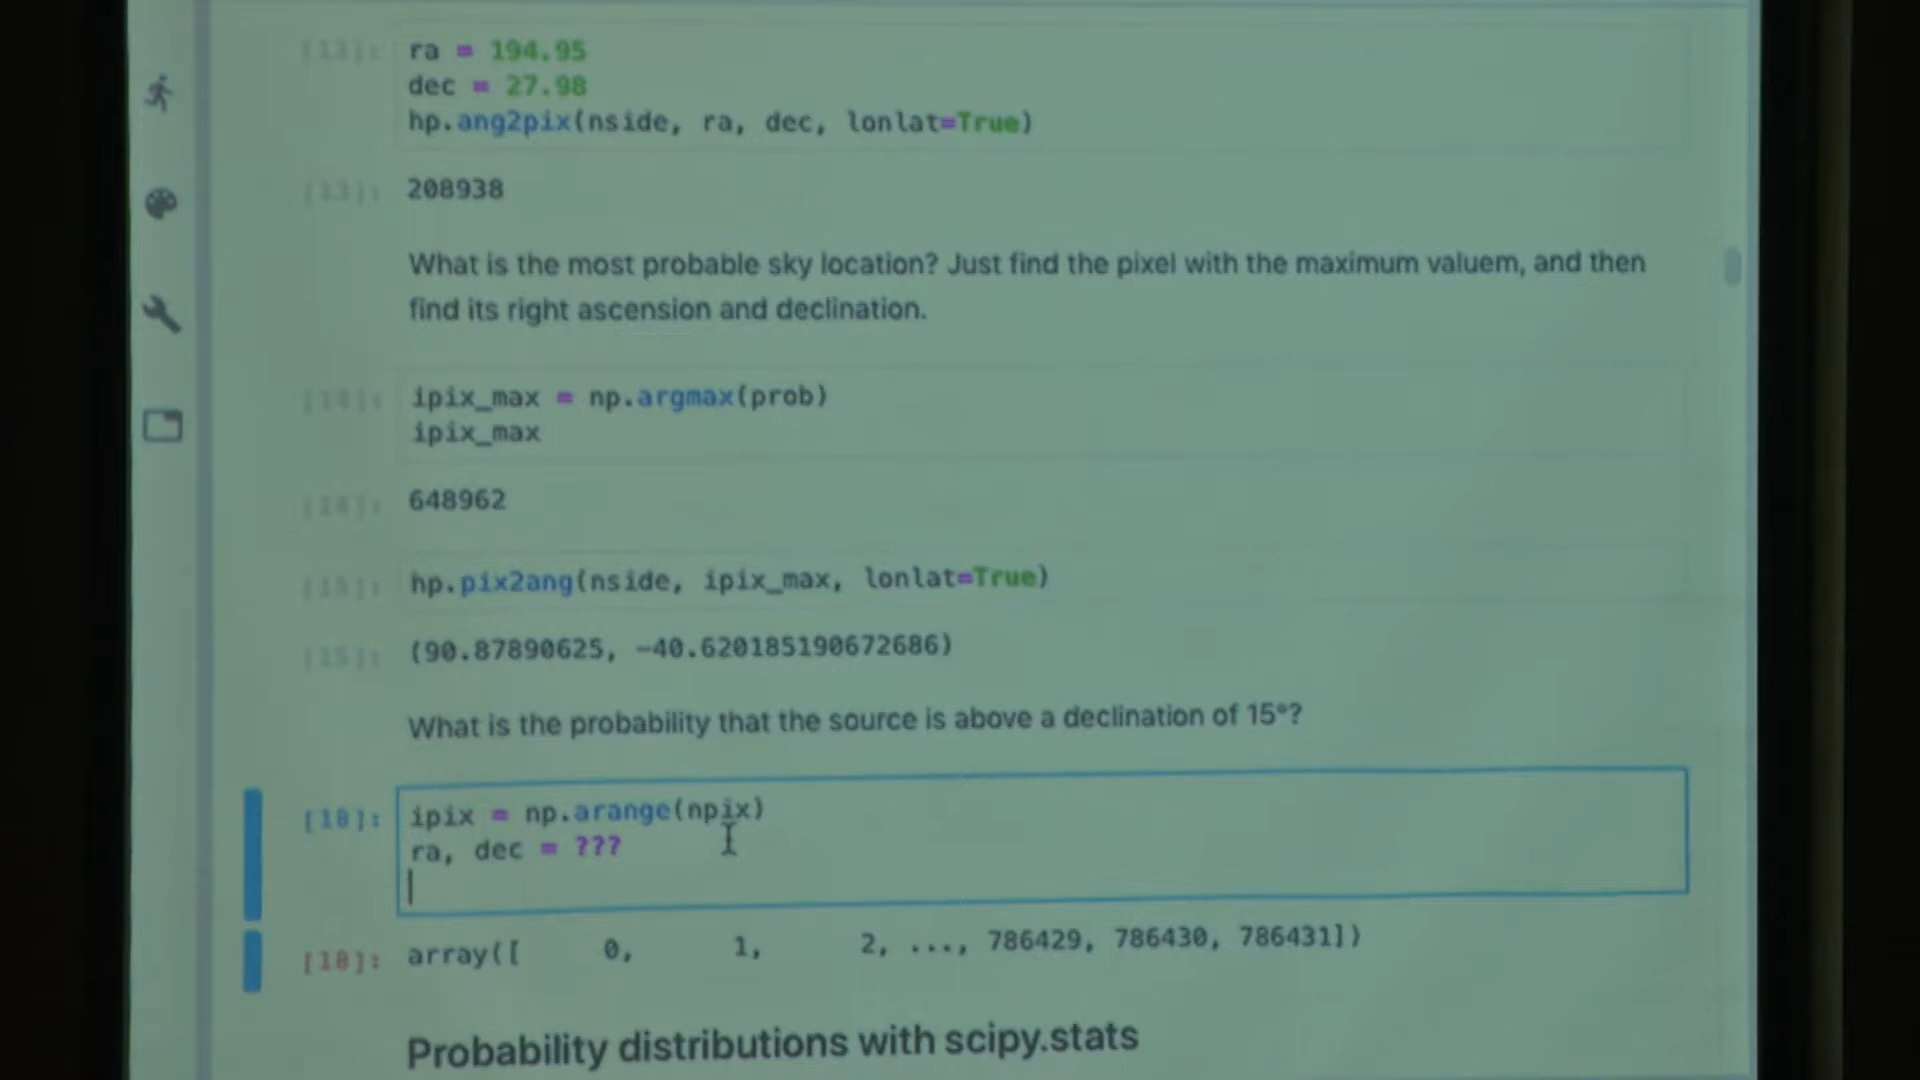 [13]: ra = 194.95
dec = 27.98
hp.ang2pix(nside, ra, dec, lonlat=True)
[13]: 208938
What is the most probable sky location? Just find the pixel with the maximum valuem, and then
find its right ascension and declination.
[14]: ipix_max = np.argmax(prob)
ipix_max
[14]: 648962
[15]: hp.pix2ang(nside, ipix_max, lonlat=True)
[15]: (90.87890625, -40.620185190672686)
What is the probability that the source is above a declination of 15°?
[18]: ipix = np.arange(npix)
ra, dec = ???
[18]: array([ 0, 1, 2, ..., 786429, 786430, 786431])
Probability distributions with scipy.stats